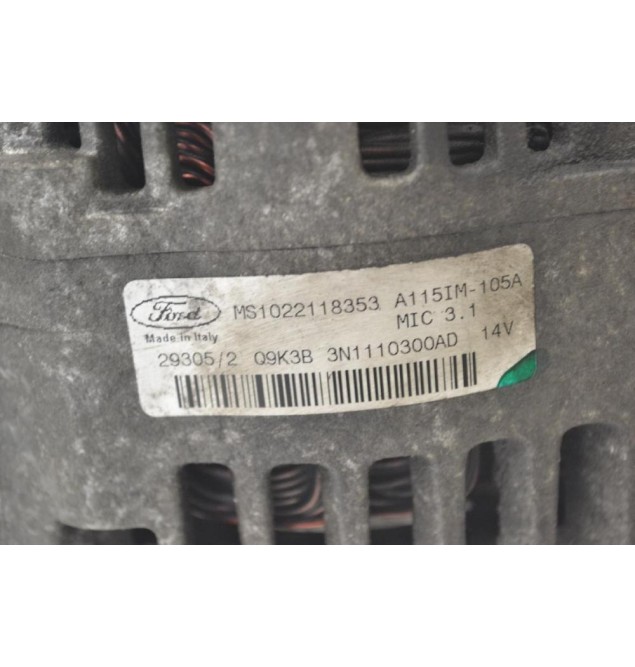 Ford MS1022118353 A115IM-105A
Made in Italy MIC 3.1
29305/2 Q9K3B 3N1110300AD 14V